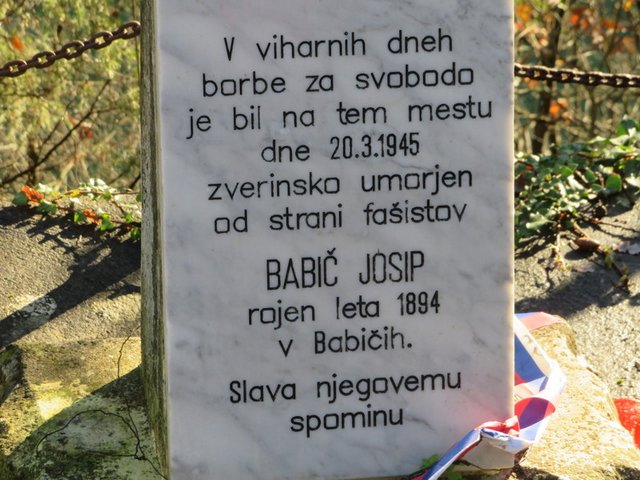 V viharnih dneh
borbe za svobodo
je bil na tem mestu
dne 20.3.1945
zverinsko umorjen
od strani fašistov
BABIČ JOSIP
rojen leta 1894
v Babičih.
Slava njegovemu
spominu